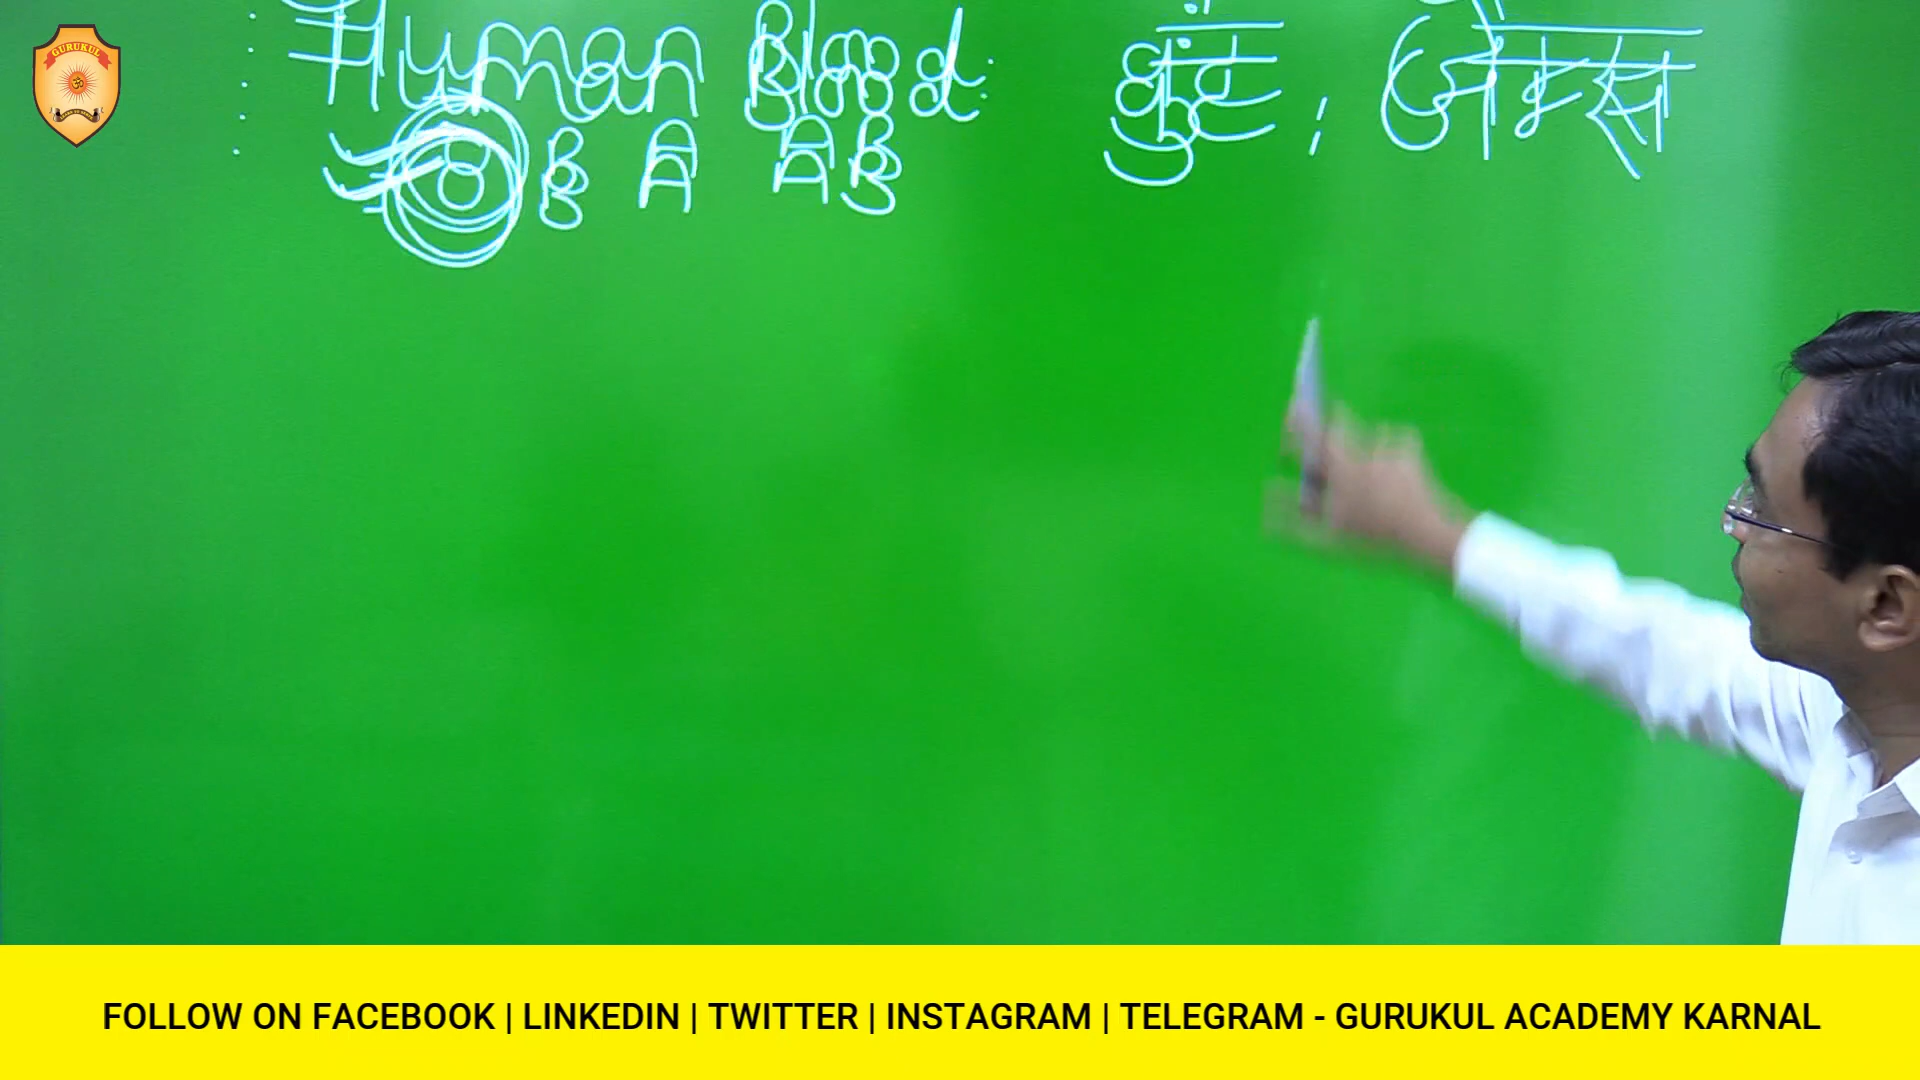 GURUKUL
Human Blood :
O B A AB
FOLLOW ON FACEBOOK | LINKEDIN | TWITTER | INSTAGRAM | TELEGRAM - GURUKUL ACADEMY KARNAL